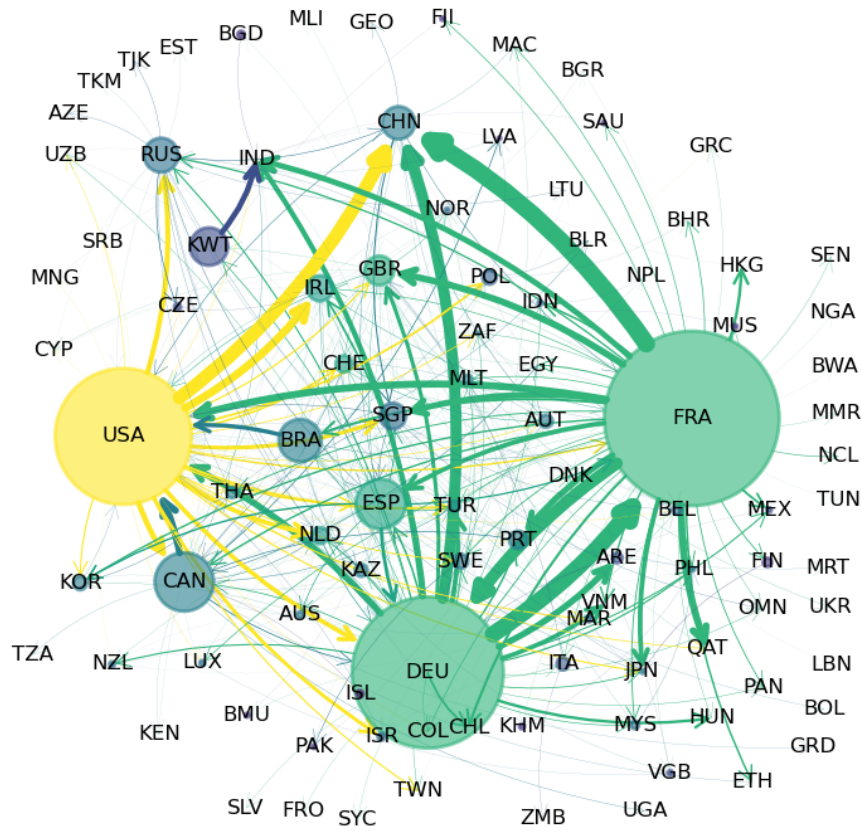 FJI
MLI
GEO
BGD
EST
MAC
TJK
BGR
TKM
AZE
CHN
SAU
LVA
GRC
UZB
RUS
IND
LTU
NOR
BHR
SRB
KWT
BLR
SEN
GBR
HKG
MNG
POL
NPL
IRL
IDN
CZE
NGA
MUS
ZAF
CYP
CHE
EGY
BWA
MLT
MMR
SGP
AUT
FRA
USA
BRA
NCL
DNK
THA
TUN
ESP
TUR
BEL
MEX
NLD
PRT
SWE
ARE
FIN
MRT
KAZ
PHL
KOR
CAN
VNM
OMN
UKR
AUS
MAR
QAT
TZA
NZL
LUX
ITA
JPN
LBN
DEU
PAN
ISL
BOL
BMU
HUN
CHL
KHM
MYS
KEN
ISR
COL
PAK
GRD
VGB
ETH
TWN
SLV
FRO
SYC
ZMB
UGA